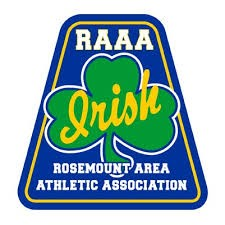 RAAA
Irish
ROSEMOUNT AREA
ATHLETIC ASSOCIATION